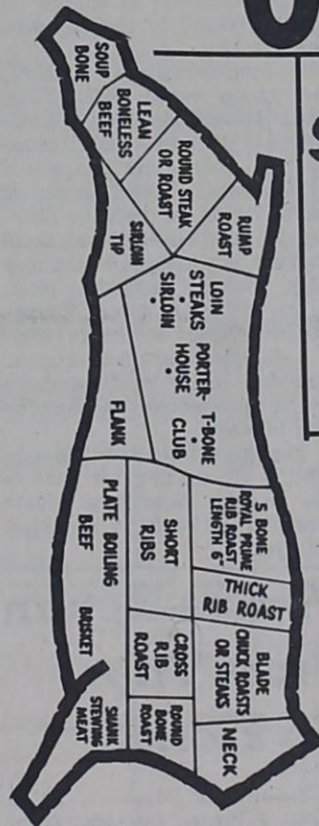 SOUP
BONE
LEAN
BONELESS
BEEF
ROUND STEAK
OR ROAST
RUMP
ROAST
SIRLOIN
TIP
LOIN
STEAKS
•
SIRLOIN
PORTER-
HOUSE
•
T-BONE
•
CLUB
FLANK
5 BONE
ROYAL PRIME
RIB ROAST
LENGTH 6"
THICK
RIB ROAST
BLADE
CHUCK ROASTS
OR STEAKS
NECK
SHORT
RIBS
CROSS
RIB
ROAST
ROUND
BONE
ROAST
PLATE BOILING
BEEF
BRISKET
SHANK
STEWING
MEAT